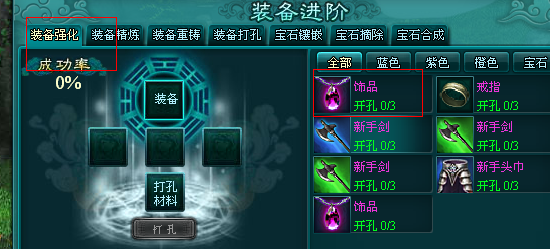 装备进阶
装备强化 装备精炼 装备重铸 装备打孔 宝石镶嵌 宝石摘除 宝石合成
成功率
0%
装备
打孔
材料
打孔
全部 蓝色 紫色 橙色 宝石
饰品
开孔 0/3
戒指
开孔 0/3
新手剑
开孔 0/3
新手剑
开孔 0/3
新手剑
开孔 0/3
新手头巾
开孔 0/3
饰品
开孔 0/3